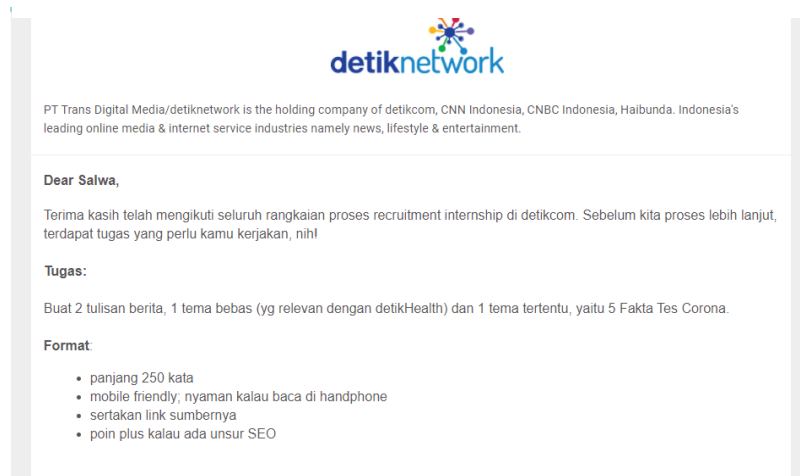 detiknetwork
PT Trans Digital Media/detiknetwork is the holding company of detikcom, CNN Indonesia, CNBC Indonesia, Haibunda. Indonesia's
leading online media & internet service industries namely news, lifestyle & entertainment.
Dear Salwa,
Terima kasih telah mengikuti seluruh rangkaian proses recruitment internship di detikcom. Sebelum kita proses lebih lanjut,
terdapat tugas yang perlu kamu kerjakan, nih!
Tugas:
Buat 2 tulisan berita, 1 tema bebas (yg relevan dengan detikHealth) dan 1 tema tertentu, yaitu 5 Fakta Tes Corona.
Format:
• panjang 250 kata
• mobile friendly; nyaman kalau baca di handphone
• sertakan link sumbernya
• poin plus kalau ada unsur SEO